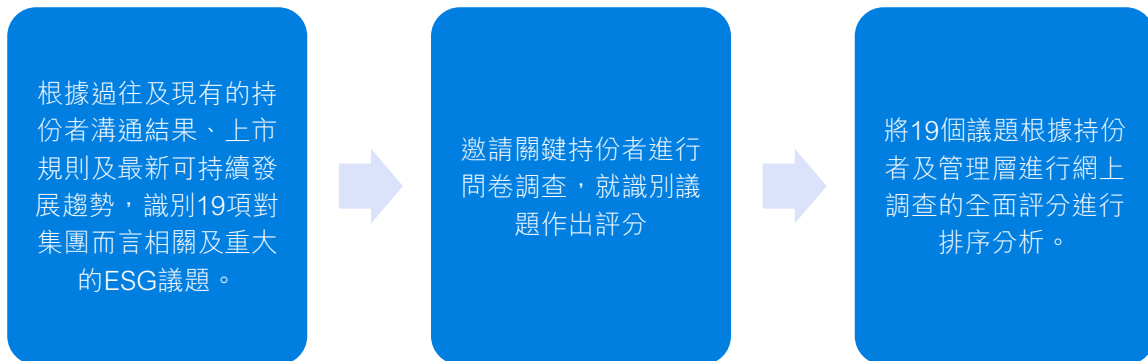 根據過往及現有的持
份者溝通結果、上市
規則及最新可持續發
展趨勢，識別19項對
集團而言相關及重大
的ESG議題。
邀請關鍵持份者進行
問卷調查，就識別議
題作出評分
將19個議題根據持份
者及管理層進行網上
調查的全面評分進行
排序分析。